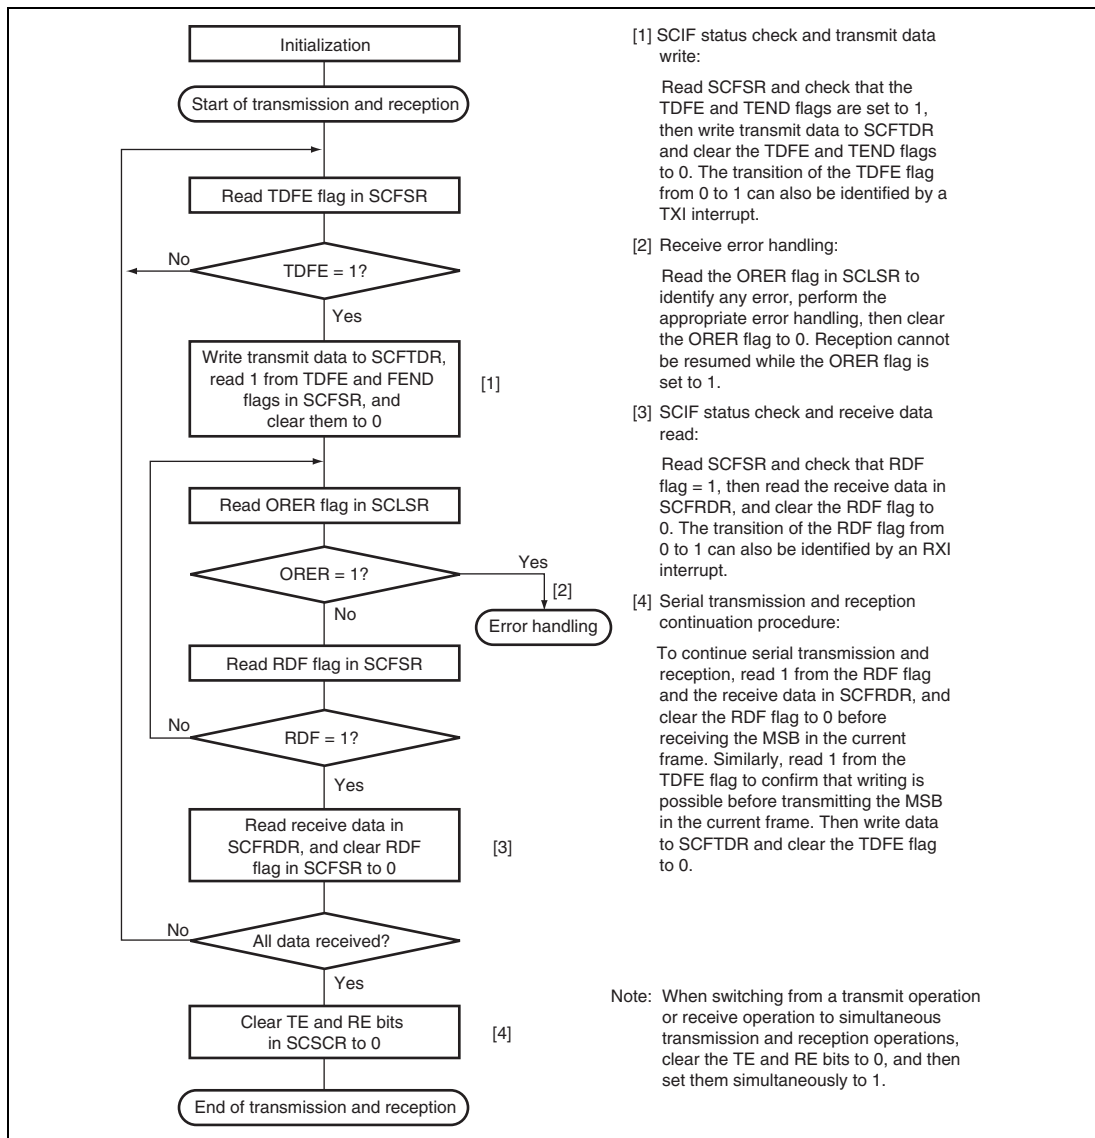 Initialization
Start of transmission and reception
Read TDFE flag in SCFSR
No
TDFE = 1?
Yes
Write transmit data to SCFTDR,
read 1 from TDFE and FEND
flags in SCFSR, and
clear them to 0
[1]
Read ORER flag in SCLSR
ORER = 1?
Yes
[2]
Error handling
No
Read RDF flag in SCFSR
No
RDF = 1?
Yes
Read receive data in
SCFRDR, and clear RDF
flag in SCFSR to 0
[3]
No
All data received?
Yes
Clear TE and RE bits
in SCSCR to 0
[4]
End of transmission and reception
[1] SCIF status check and transmit data
write:
Read SCFSR and check that the
TDFE and TEND flags are set to 1,
then write transmit data to SCFTDR
and clear the TDFE and TEND flags
to 0. The transition of the TDFE flag
from 0 to 1 can also be identified by a
TXI interrupt.
[2] Receive error handling:
Read the ORER flag in SCLSR to
identify any error, perform the
appropriate error handling, then clear
the ORER flag to 0. Reception cannot
be resumed while the ORER flag is
set to 1.
[3] SCIF status check and receive data
read:
Read SCFSR and check that RDF
flag = 1, then read the receive data in
SCFRDR, and clear the RDF flag to
0. The transition of the RDF flag from
0 to 1 can also be identified by an RXI
interrupt.
[4] Serial transmission and reception
continuation procedure:
To continue serial transmission and
reception, read 1 from the RDF flag
and the receive data in SCFRDR, and
clear the RDF flag to 0 before
receiving the MSB in the current
frame. Similarly, read 1 from the
TDFE flag to confirm that writing is
possible before transmitting the MSB
in the current frame. Then write data
to SCFTDR and clear the TDFE flag
to 0.
Note: When switching from a transmit operation
or receive operation to simultaneous
transmission and reception operations,
clear the TE and RE bits to 0, and then
set them simultaneously to 1.